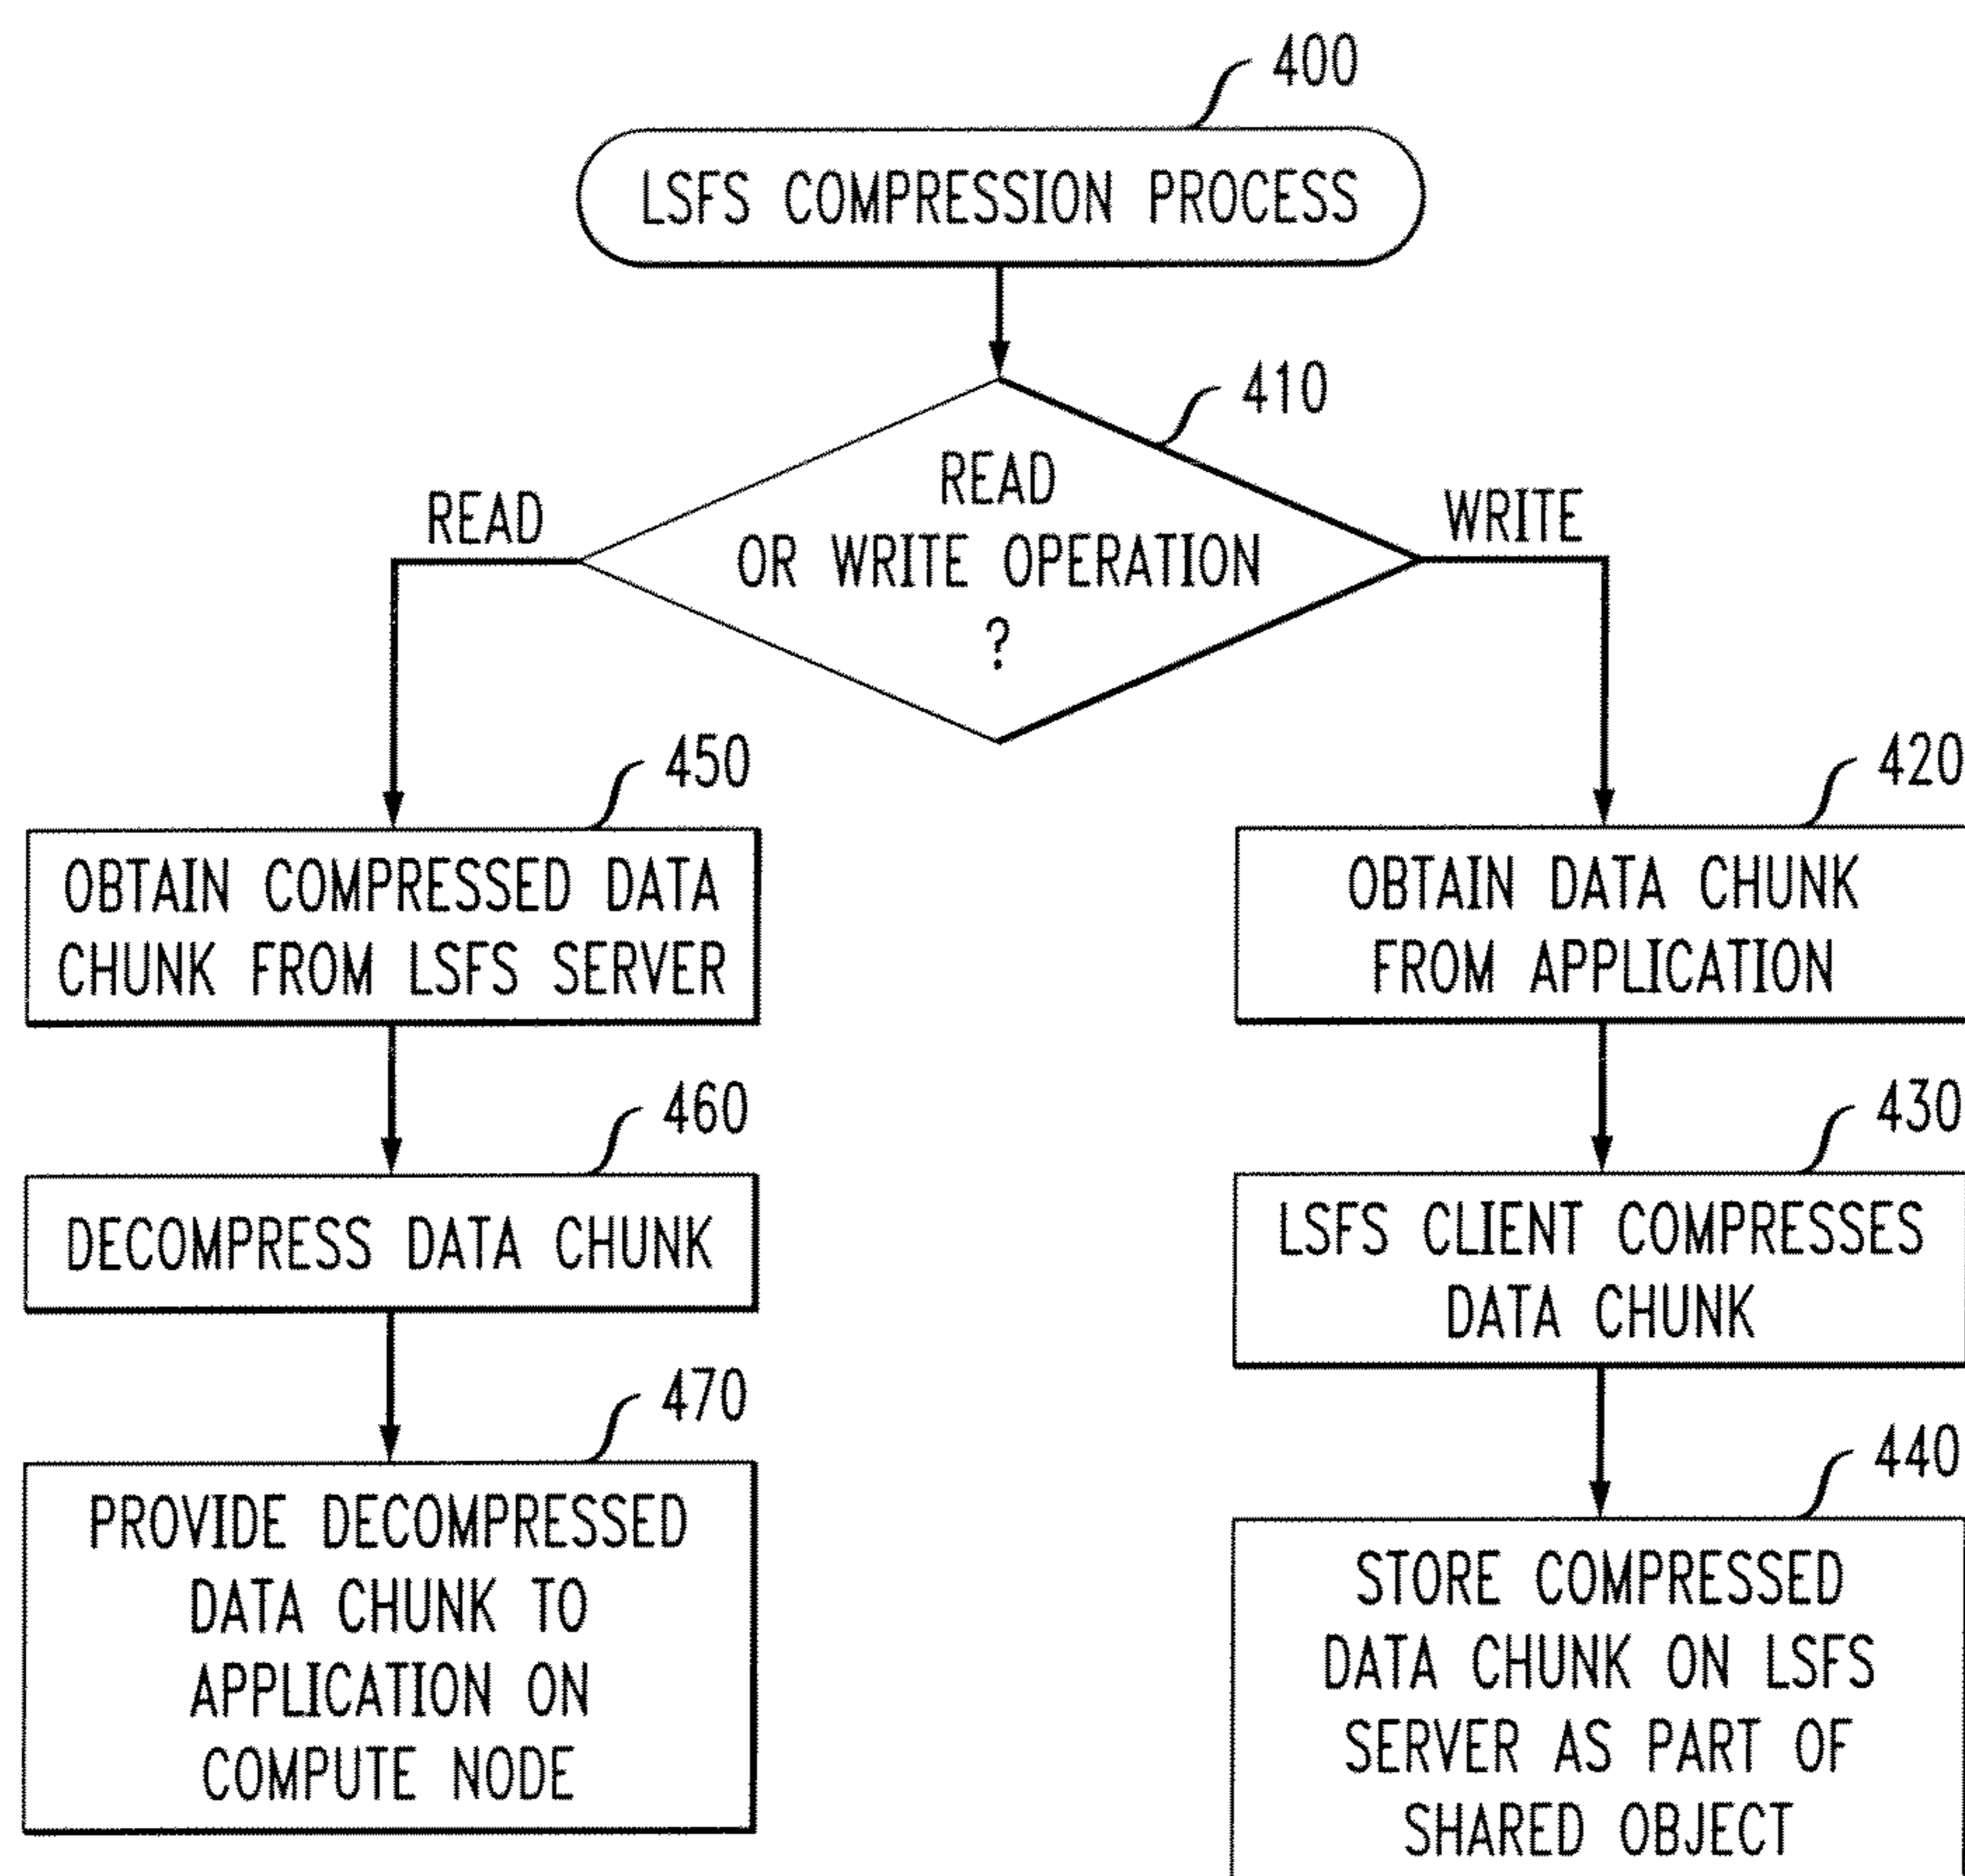 400
LSFS COMPRESSION PROCESS
410
READ
OR WRITE OPERATION
?
READ
WRITE
450
OBTAIN COMPRESSED DATA
CHUNK FROM LSFS SERVER
460
DECOMPRESS DATA CHUNK
470
PROVIDE DECOMPRESSED
DATA CHUNK TO
APPLICATION ON
COMPUTE NODE
420
OBTAIN DATA CHUNK
FROM APPLICATION
430
LSFS CLIENT COMPRESSES
DATA CHUNK
440
STORE COMPRESSED
DATA CHUNK ON LSFS
SERVER AS PART OF
SHARED OBJECT